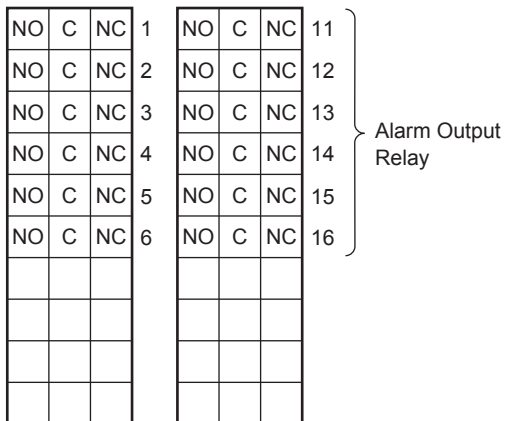 NO C NC 1 NO C NC 11
NO C NC 2 NO C NC 12
NO C NC 3 NO C NC 13
NO C NC 4 NO C NC 14
NO C NC 5 NO C NC 15
NO C NC 6 NO C NC 16
Alarm Output
Relay